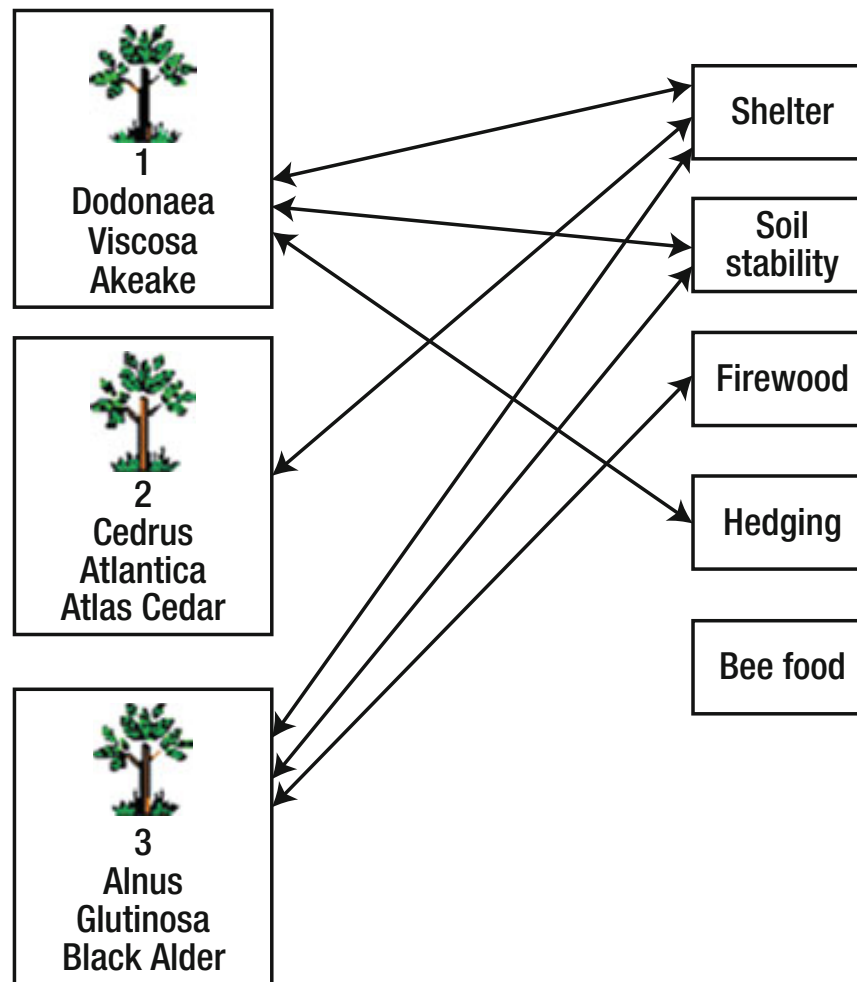 1
Dodonaea
Viscosa
Akeake
2
Cedrus
Atlantica
Atlas Cedar
3
Alnus
Glutinosa
Black Alder
Shelter
Soil
stability
Firewood
Hedging
Bee food